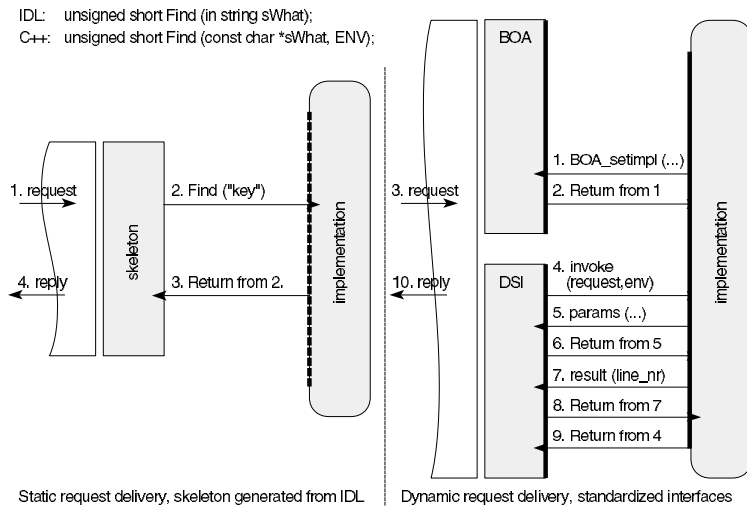 IDL: unsigned short Find (in string sWhat);
C++: unsigned short Find (const char *sWhat, ENV);
1. request
4. reply
skeleton
2. Find ("key")
3. Return from 2.
implementation
Static request delivery, skeleton generated from IDL
BOA
1. BOA_setimpl (...)
2. Return from 1
3. request
10. reply
DSI
4. invoke
(request,env)
5. params (...)
6. Return from 5
7. result (line_nr)
8. Return from 7
9. Return from 4
implementation
Dynamic request delivery, standardized interfaces